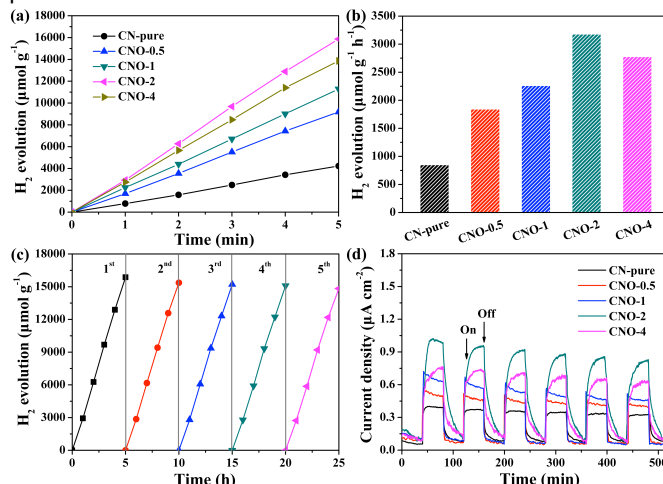 (a)
H2 evolution (μmol g⁻¹)
16000
14000
12000
10000
8000
6000
4000
2000
0
CN-pure
CNO-0.5
CNO-1
CNO-2
CNO-4
0 1 2 3 4 5
Time (min)
(b)
H2 evolution (μmol g⁻¹ h⁻¹)
3500
3000
2500
2000
1500
1000
500
0
CN-pure CNO-0.5 CNO-1 CNO-2 CNO-4
(c)
H2 evolution (μmol g⁻¹)
18000
15000
12000
9000
6000
3000
0
1st 2nd 3rd 4th 5th
0 5 10 15 20 25
Time (h)
(d)
Current density (μA cm⁻²)
1.8
1.5
1.2
0.9
0.6
0.3
0.0
CN-pure
CNO-0.5
CNO-1
CNO-2
CNO-4
On Off
0 100 200 300 400 500
Time (min)